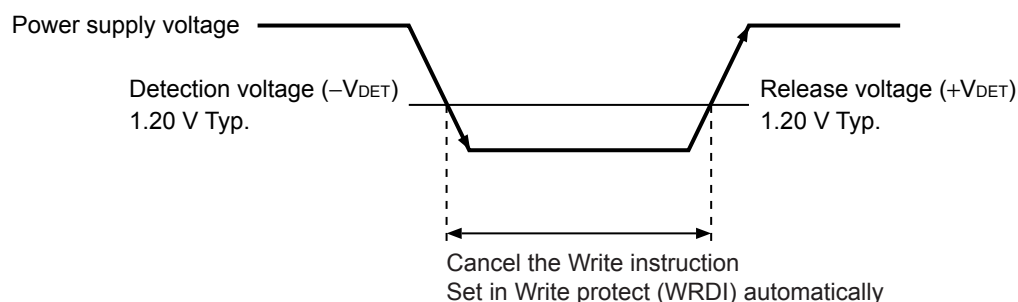 Power supply voltage
Detection voltage (−VDET)
1.20 V Typ.
Release voltage (+VDET)
1.20 V Typ.
Cancel the Write instruction
Set in Write protect (WRDI) automatically